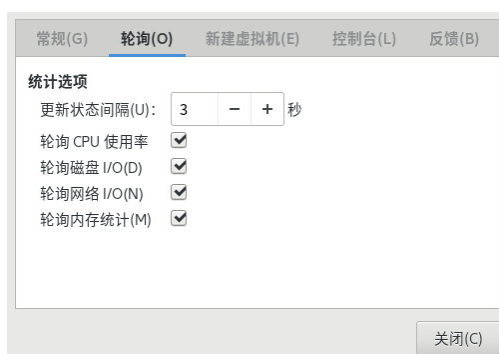 常规(G) 轮询(O) 新建虚拟机(E) 控制台(L) 反馈(B)
统计选项
更新状态间隔(U): 3 − + 秒
轮询 CPU 使用率
轮询磁盘 I/O(D)
轮询网络 I/O(N)
轮询内存统计(M)
关闭(C)